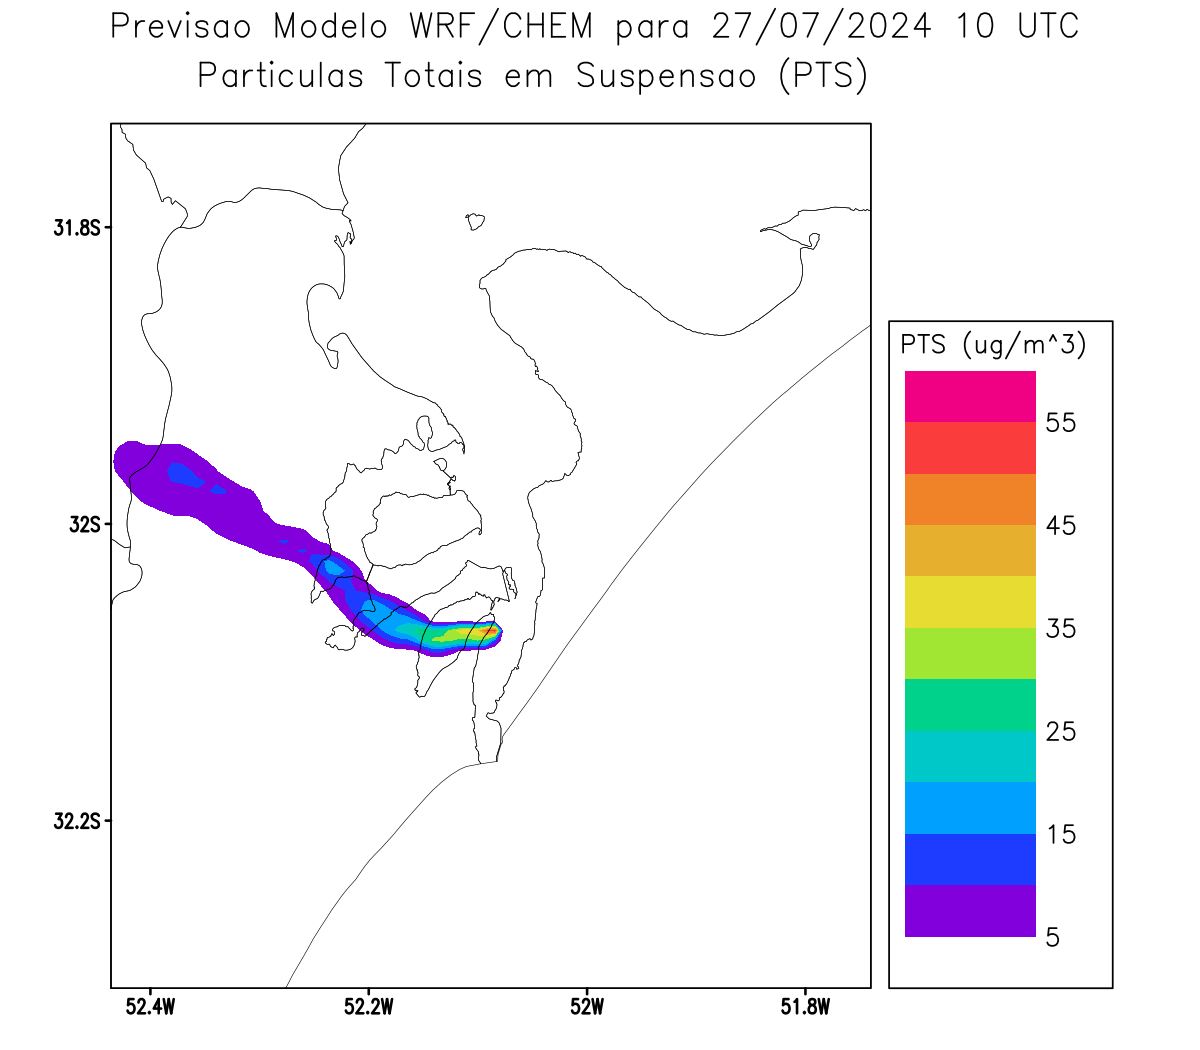 Previsao Modelo WRF/CHEM para 27/07/2024 10 UTC
Particulas Totais em Suspensao (PTS)
31.8S
32S
32.2S
52.4W
52.2W
52W
51.8W
PTS (ug/m^3)
55
45
35
25
15
5